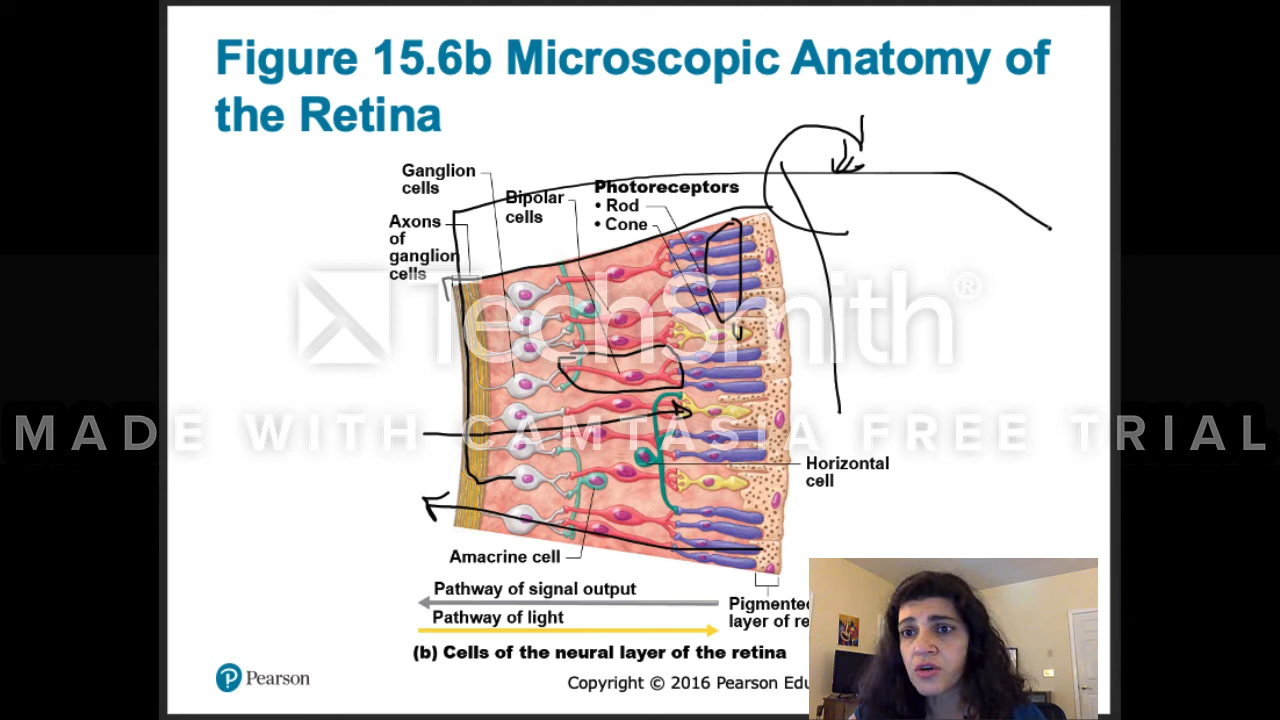 Figure 15.6b Microscopic Anatomy of
the Retina
Ganglion
cells
Bipolar
cells
Photoreceptors
• Rod
• Cone
Axons
of
ganglion
cells
TechSmith®
MADE WITH CAMTASIA FREE TRIAL
Horizontal
cell
Amacrine cell
Pathway of signal output
Pathway of light
Pigmented
layer of re
(b) Cells of the neural layer of the retina
Pearson
Copyright © 2016 Pearson Edu